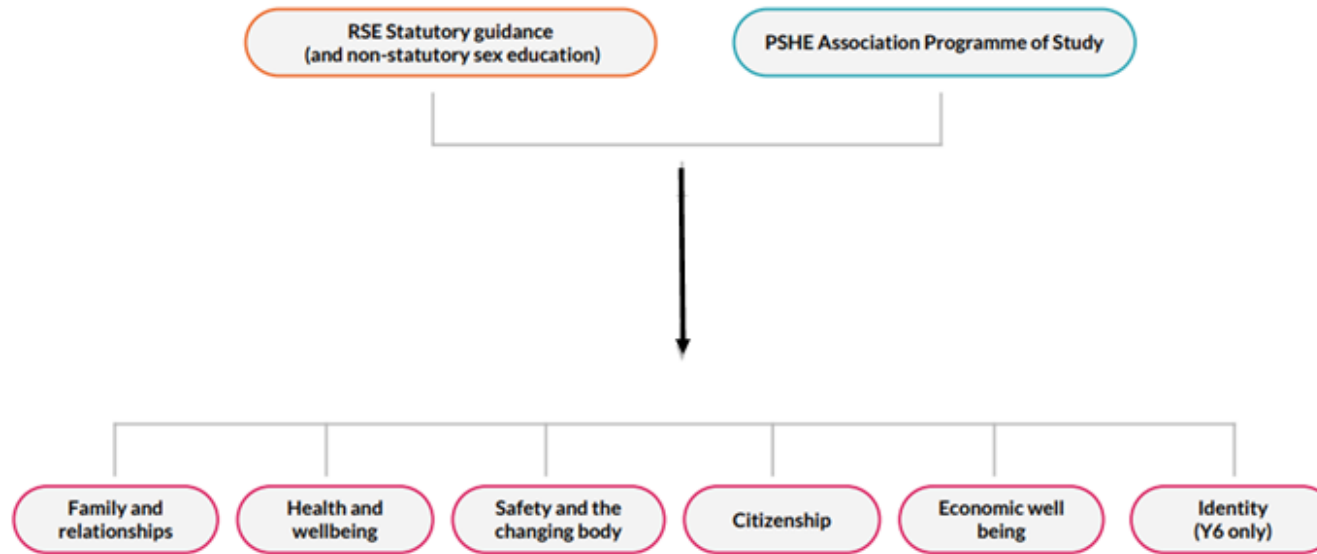 RSE Statutory guidance
(and non-statutory sex education)
PSHE Association Programme of Study
Family and
relationships
Health and
wellbeing
Safety and the
changing body
Citizenship
Economic well
being
Identity
(Y6 only)